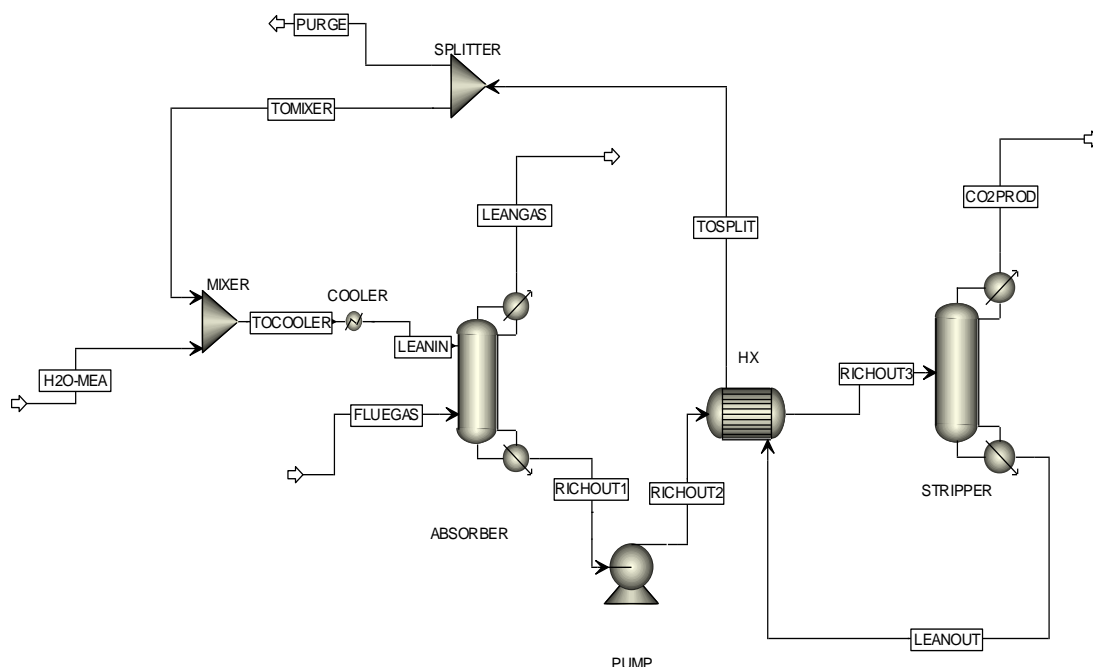 PURGE
SPLITTER
TOMIXER
CO2PROD
LEANGAS
TOSPLIT
MIXER
COOLER
TOCOOLER
LEANIN
HX
RICHOUT3
H2O-MEA
FLUEGAS
RICHOUT1
RICHOUT2
STRIPPER
ABSORBER
LEANOUT
PUMP